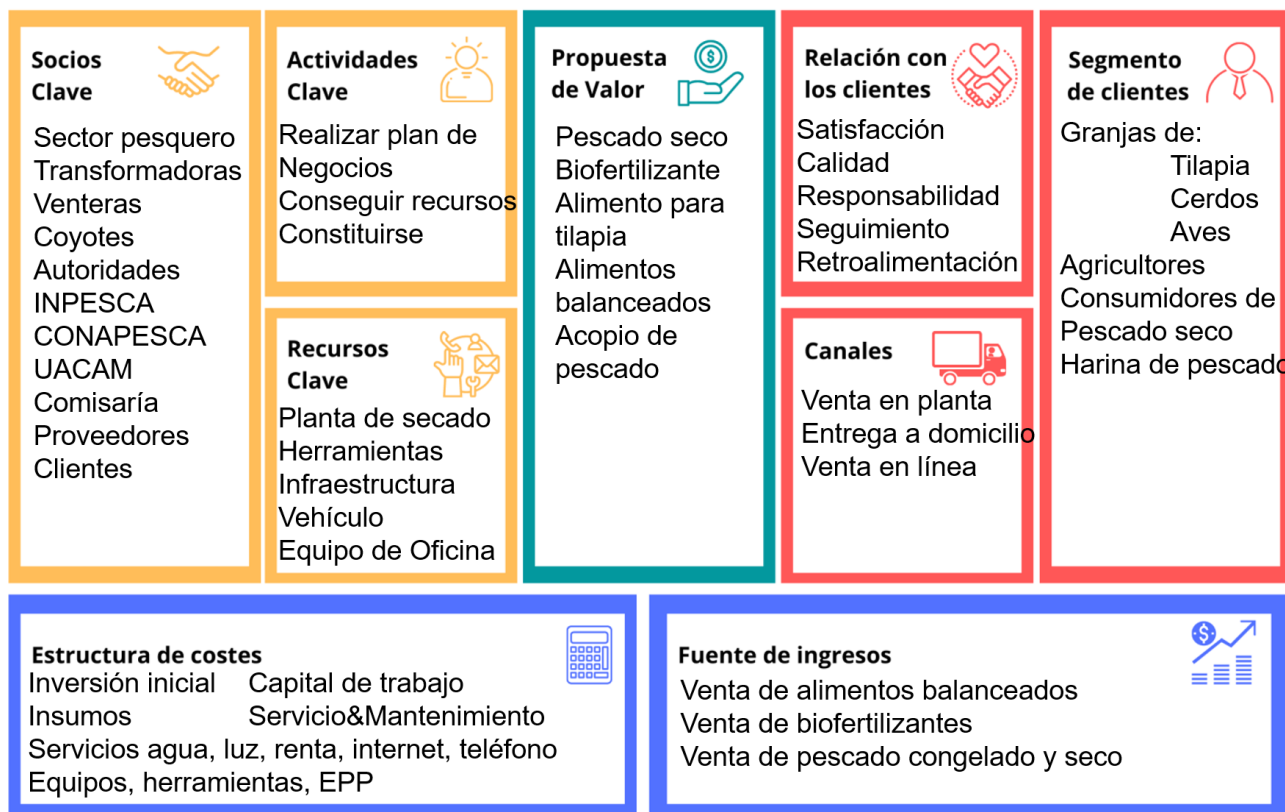 Socios
Clave
Sector pesquero
Transformadoras
Venteras
Coyotes
Autoridades
INPESCA
CONAPESCA
UACAM
Comisaría
Proveedores
Clientes
Actividades
Clave
Realizar plan de
Negocios
Conseguir recursos
Constituirse
Recursos
Clave
Planta de secado
Herramientas
Infraestructura
Vehículo
Equipo de Oficina
Propuesta
de Valor
Pescado seco
Biofertilizante
Alimento para
tilapia
Alimentos
balanceados
Acopio de
pescado
Relación con
los clientes
Satisfacción
Calidad
Responsabilidad
Seguimiento
Retroalimentación
Canales
Venta en planta
Entrega a domicilio
Venta en línea
Segmento
de clientes
Granjas de:
Tilapia
Cerdos
Aves
Agricultores
Consumidores de
Pescado seco
Harina de pescado
Estructura de costes
Inversión inicial Capital de trabajo
Insumos Servicio&Mantenimiento
Servicios agua, luz, renta, internet, teléfono
Equipos, herramientas, EPP
Fuente de ingresos
Venta de alimentos balanceados
Venta de biofertilizantes
Venta de pescado congelado y seco